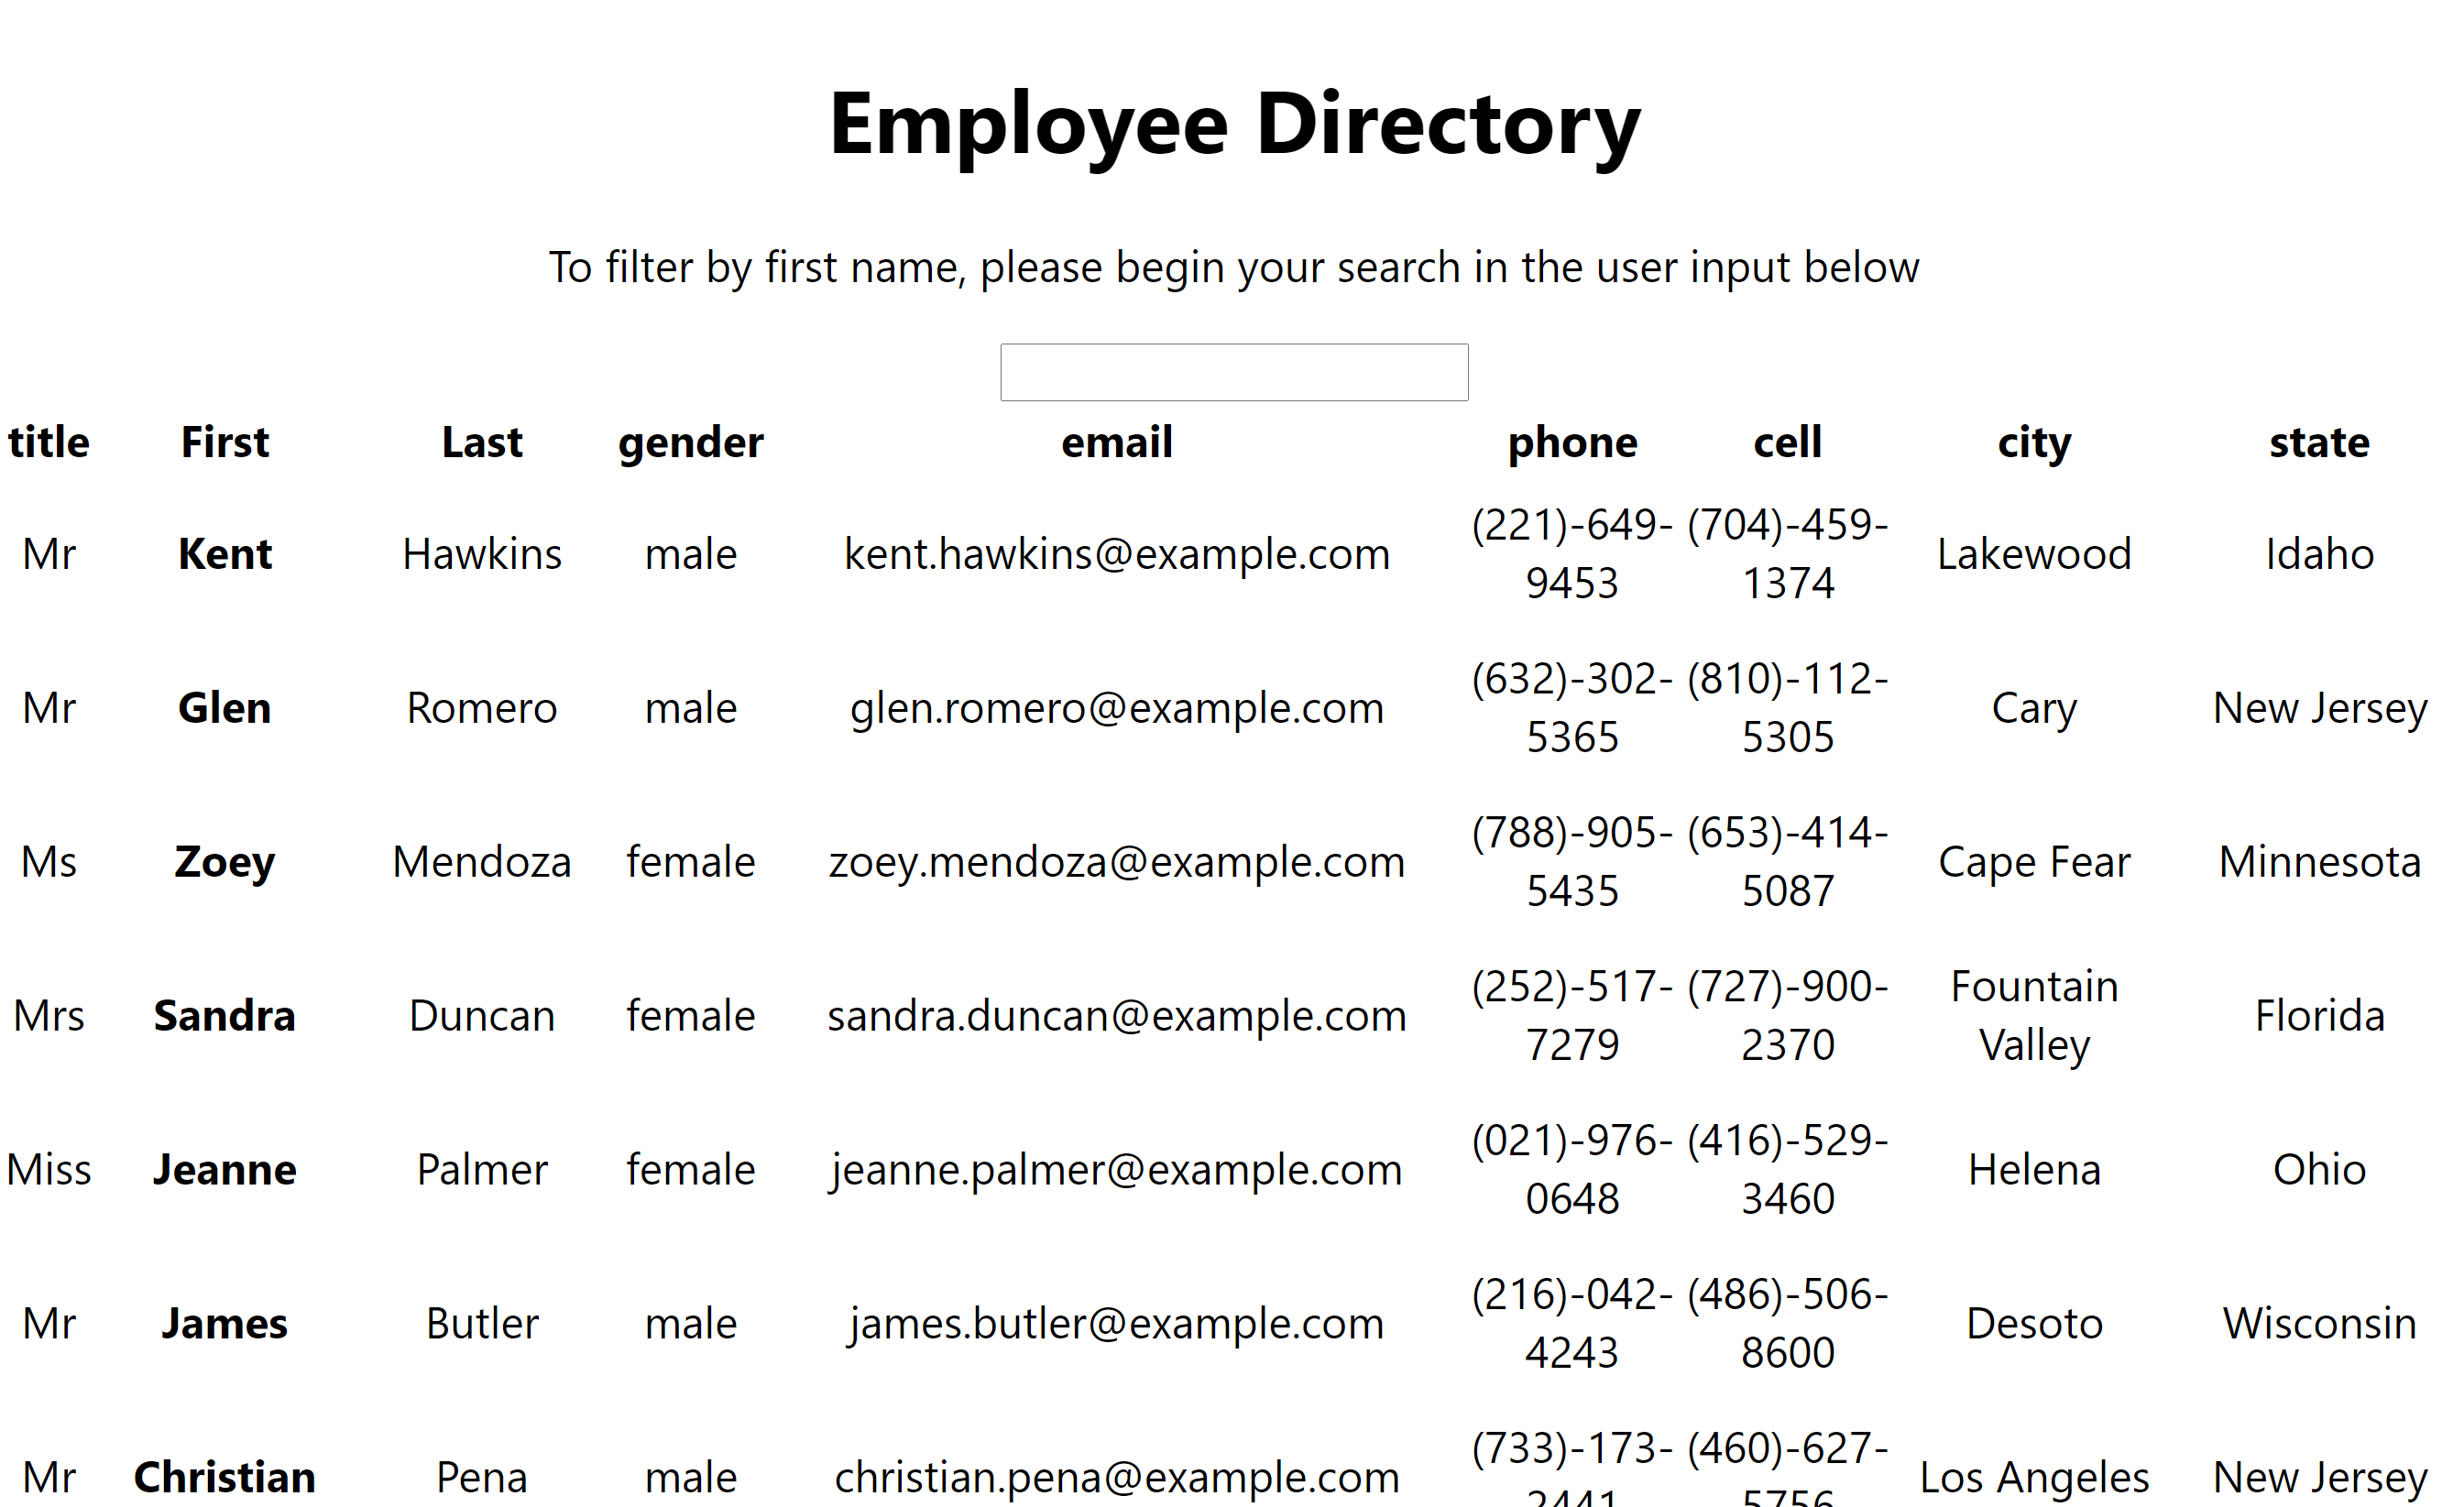 Employee Directory
To filter by first name, please begin your search in the user input below
title First Last gender email phone cell city state
(221)-649- (704)-459-
Mr Kent Hawkins male kent.hawkins@example.com Lakewood Idaho
9453 1374
(632)-302- (810)-112-
Mr Glen Romero male glen.romero@example.com Cary New Jersey
5365 5305
(788)-905- (653)-414-
Ms Zoey Mendoza female zoey.mendoza@example.com Cape Fear Minnesota
5435 5087
(252)-517- (727)-900- Fountain
Mrs Sandra Duncan female sandra.duncan@example.com Florida
7279 2370 Valley
(021)-976- (416)-529-
Miss Jeanne Palmer female jeanne.palmer@example.com Helena Ohio
0648 3460
(216)-042- (486)-506-
Mr James Butler male james.butler@example.com Desoto Wisconsin
4243 8600
(733)-173- (460)-627-
Mr Christian Pena male christian.pena@example.com Los Angeles New Jersey
2441 5756